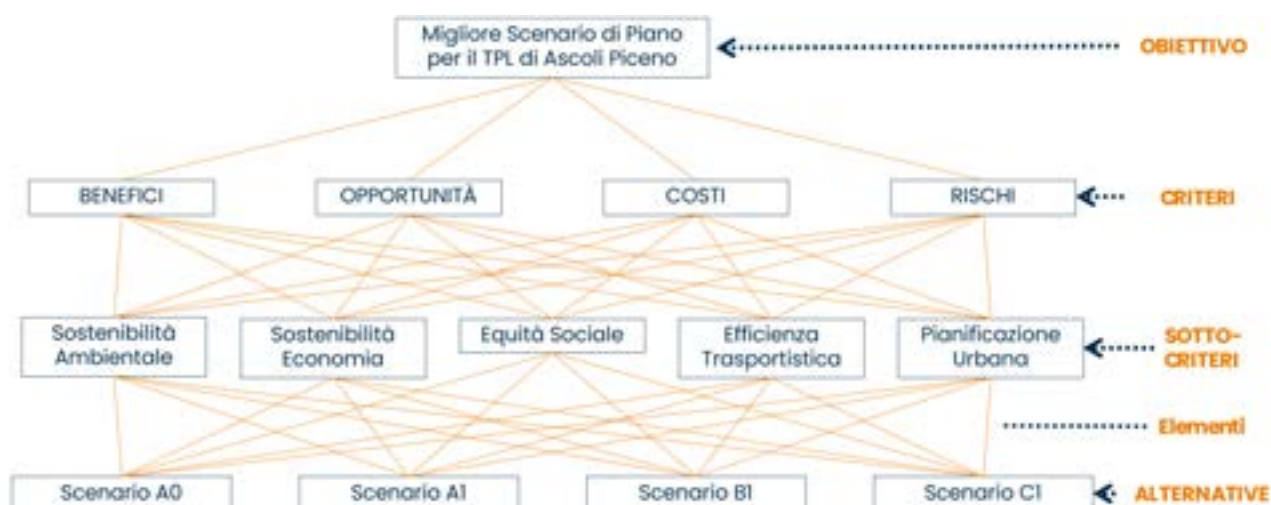 Migliore Scenario di Piano
per il TPL di Ascoli Piceno
OBIETTIVO
BENEFICI
OPPORTUNITÀ
COSTI
RISCHI
CRITERI
Sostenibilità
Ambientale
Sostenibilità
Economia
Equità Sociale
Efficienza
Trasportistica
Pianificazione
Urbana
SOTTO-
CRITERI
Elementi
Scenario A0
Scenario A1
Scenario B1
Scenario C1
ALTERNATIVE